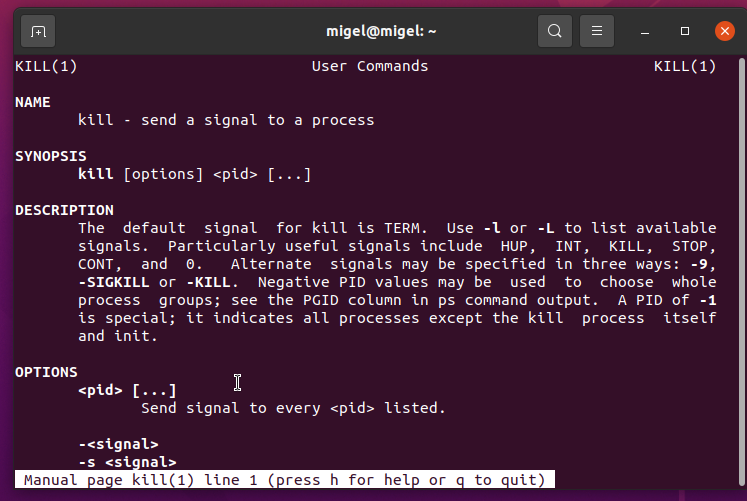 migel@migel: ~
KILL(1) User Commands KILL(1)
NAME
kill - send a signal to a process
SYNOPSIS
kill [options] <pid> [...]
DESCRIPTION
The default signal for kill is TERM. Use -l or -L to list available
signals. Particularly useful signals include HUP, INT, KILL, STOP,
CONT, and 0. Alternate signals may be specified in three ways: -9,
-SIGKILL or -KILL. Negative PID values may be used to choose whole
process groups; see the PGID column in ps command output. A PID of -1
is special; it indicates all processes except the kill process itself
and init.
OPTIONS
<pid> [...]
Send signal to every <pid> listed.
-<signal>
-s <signal>
Manual page kill(1) line 1 (press h for help or q to quit)